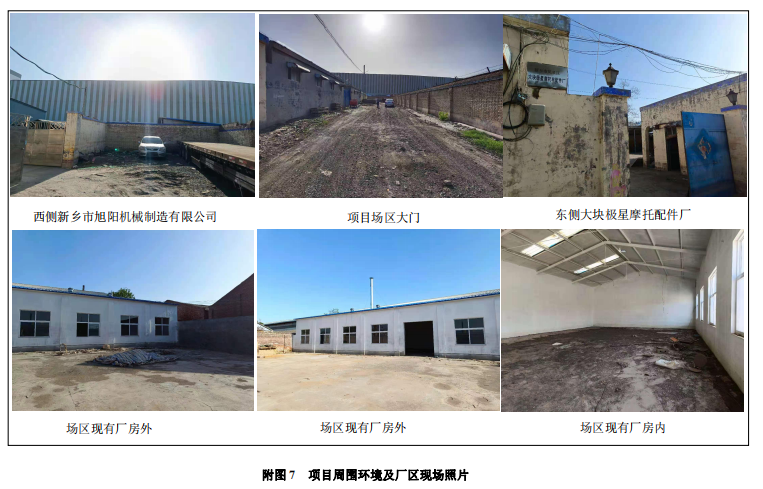 西侧新乡市旭阳机械制造有限公司
项目场区大门
东侧大块极星摩托配件厂
场区现有厂房外
场区现有厂房外
场区现有厂房内
附图 7 项目周围环境及厂区现场照片